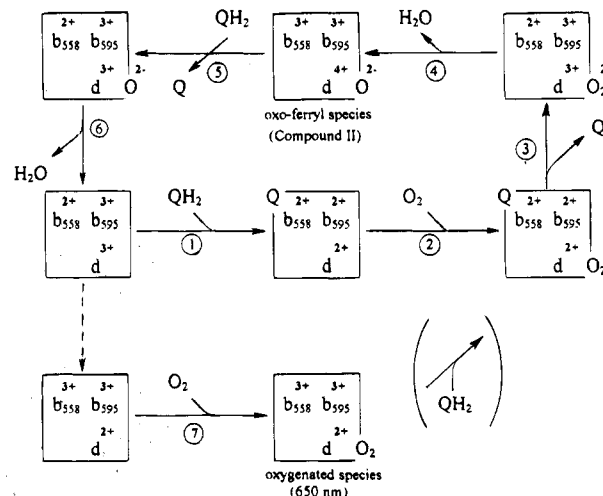 2+ 3+
b558 b595
3+ 2-
d O
QH2
Q
⑤
3+ 3+
b558 b595
4+ 2-
d O
oxo-ferryl species
(Compound II)
H2O
④
2+ 3+
b558 b595
3+ 2
d O2
⑥
H2O
③
Q
2+ 3+
b558 b595
3+
d
QH2
①
Q 2+ 2+
b558 b595
2+
d
O2
②
Q 2+ 2+
b558 b595
2+
d O2
3+ 3+
b558 b595
2+
d
O2
⑦
3+ 3+
b558 b595
2+
d O2
oxygenated species
(650 nm)
( QH2 )